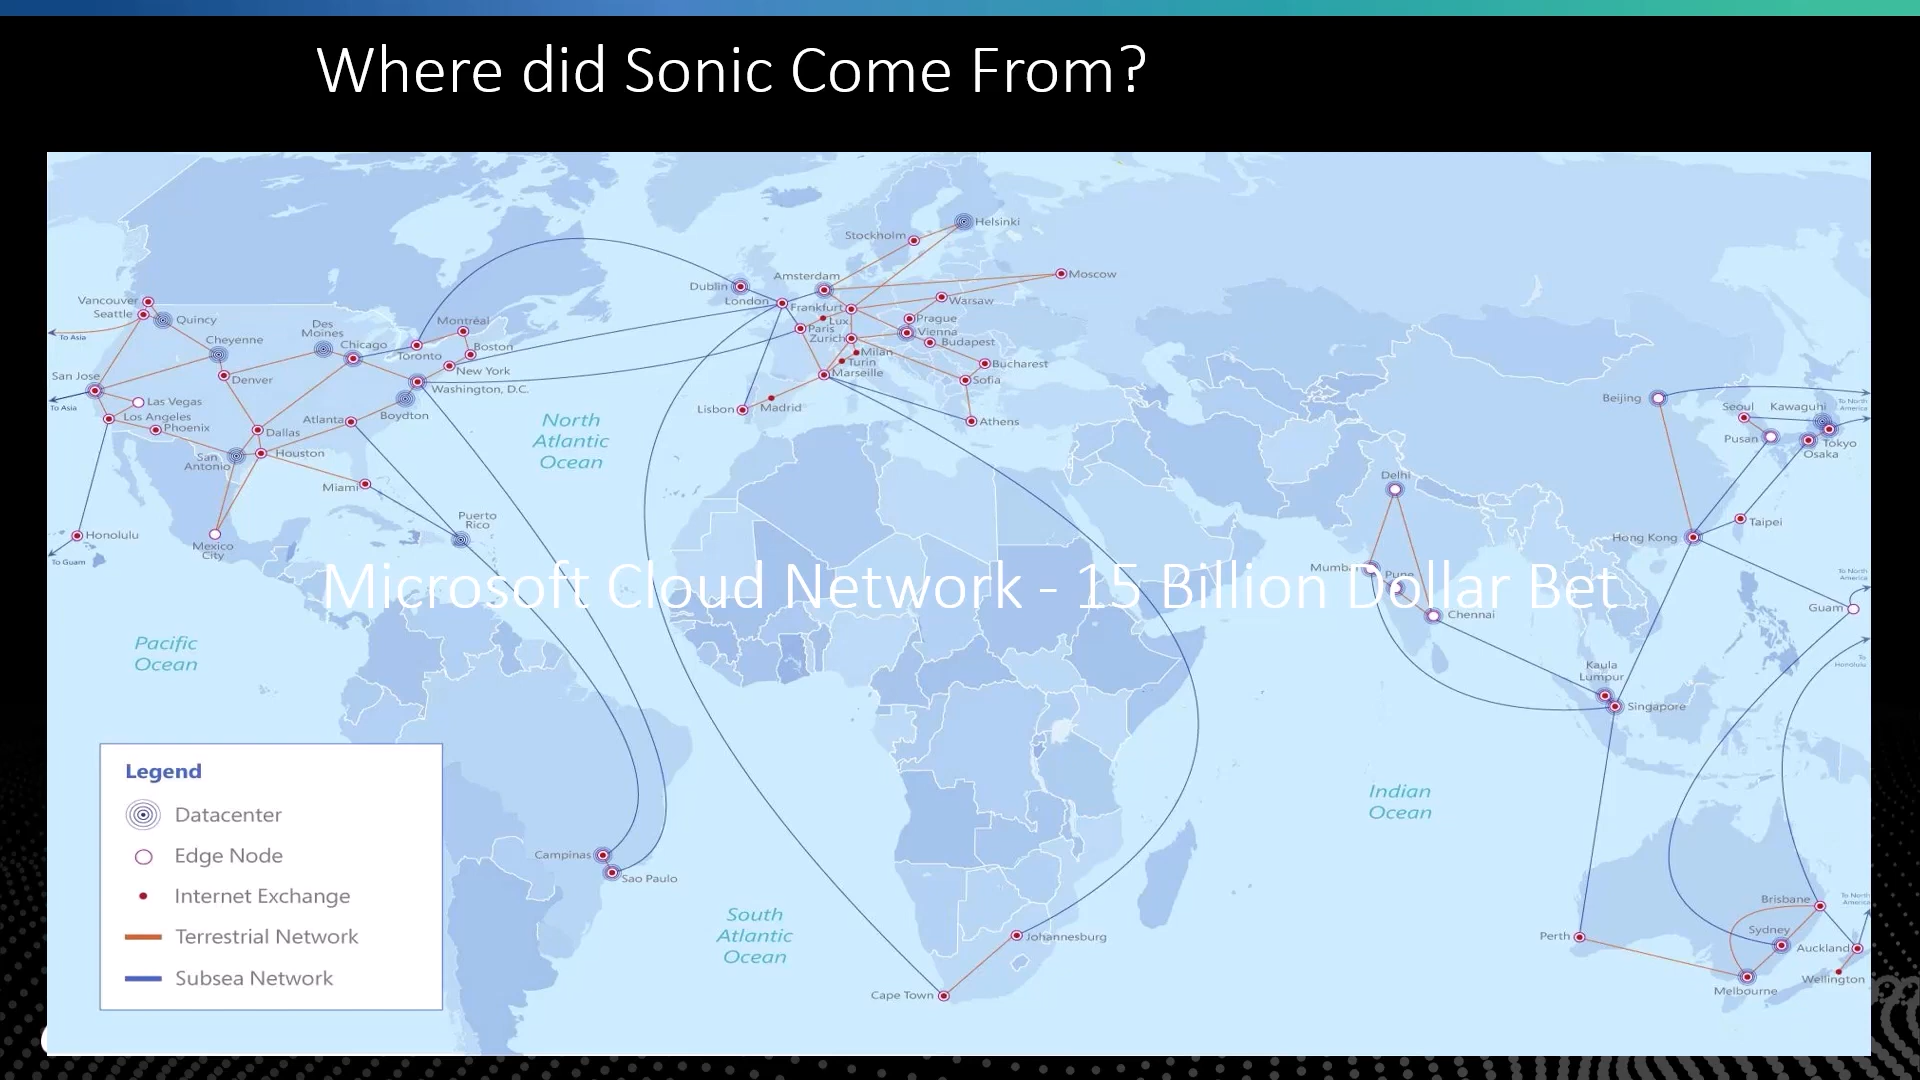 Where did Sonic Come From?
Helsinki
Stockholm
Moscow
Amsterdam
Dublin
London
Frankfurt
Warsaw
Lux
Paris
Prague
Vienna
Zurich
Budapest
Milan
Turin
Bucharest
Marseille
Sofia
Lisbon
Madrid
Athens
Vancouver
Seattle
Quincy
To Asia
Cheyenne
Des
Moines
Chicago
Montréal
Toronto
Boston
New York
San Jose
Denver
Washington, D.C.
To Asia
Las Vegas
Los Angeles
Phoenix
Atlanta
Boydton
Dallas
San
Antonio
Houston
Miami
Puerto
Rico
Honolulu
To Guam
Mexico
City
North
Atlantic
Ocean
Beijing
To North
America
Seoul
Kawaguhi
Pusan
Tokyo
Osaka
Delhi
Taipei
Hong Kong
Mumba
Pune
To North
America
Microsoft Cloud Network - 15 Billion Dollar Bet
Guam
Chennai
Pacific
Ocean
Kaula
Lumpur
Singapore
To
Honolulu
Indian
Ocean
Legend
Datacenter
Edge Node
Internet Exchange
Terrestrial Network
Subsea Network
Campinas
Sao Paulo
South
Atlantic
Ocean
Johannesburg
Cape Town
Brisbane
To North
America
Perth
Sydney
Auckland
Wellington
Melbourne